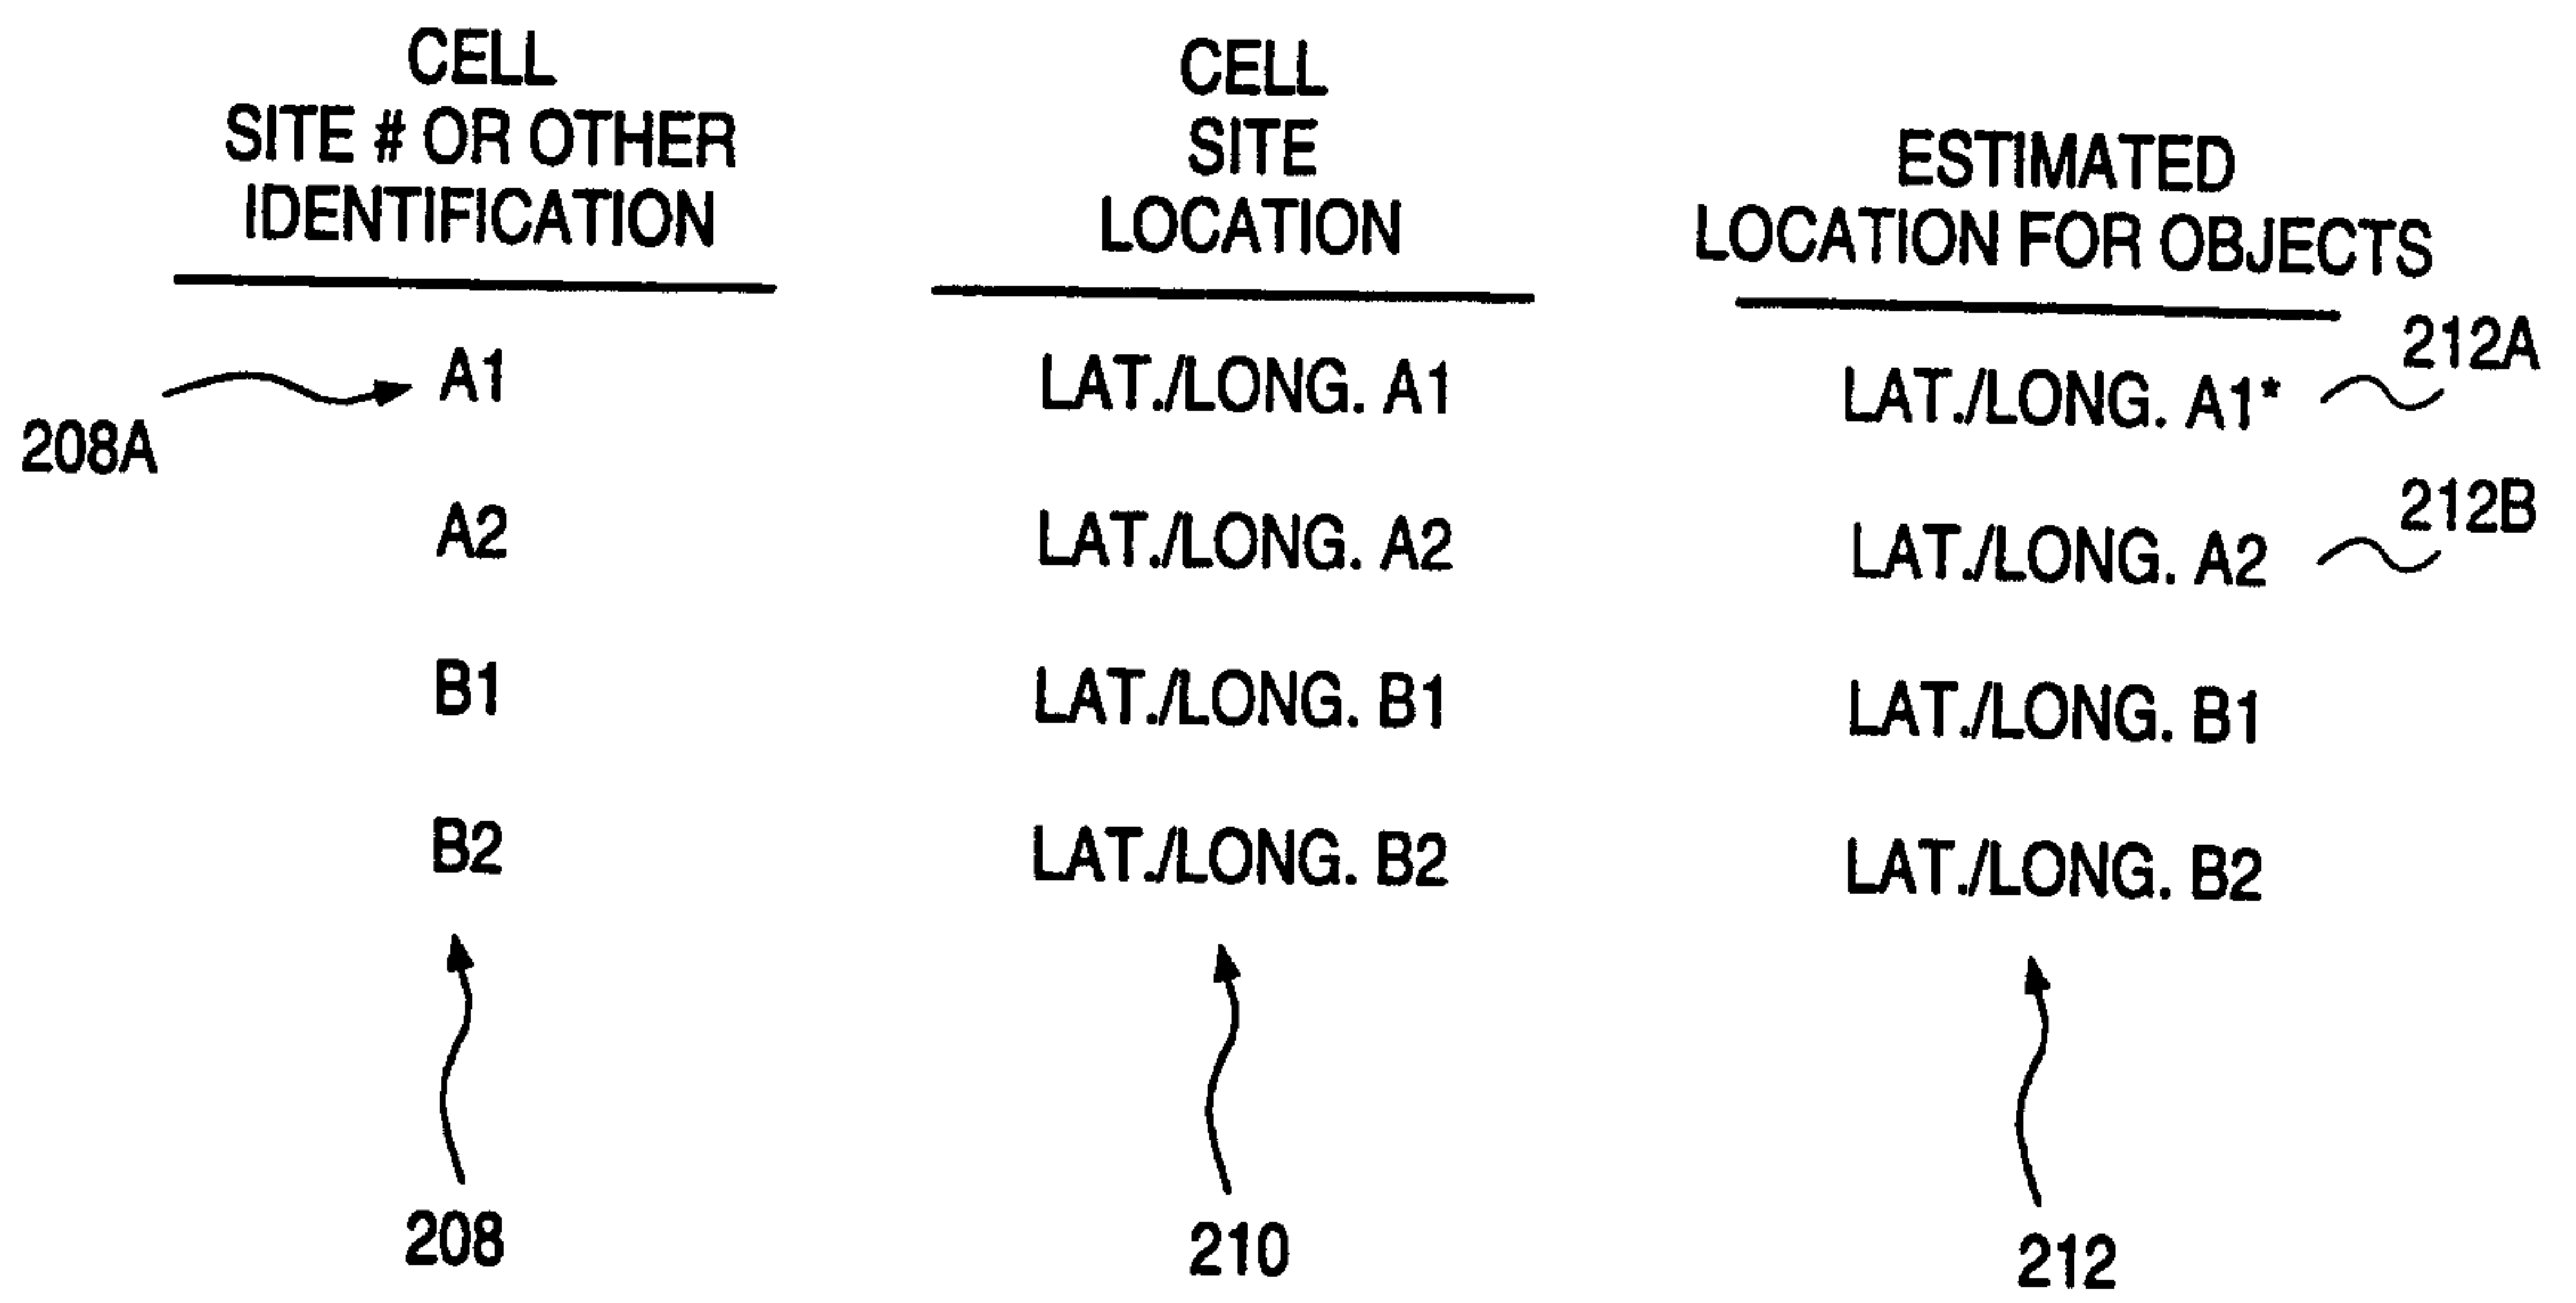 CELL
SITE # OR OTHER
IDENTIFICATION
CELL
SITE
LOCATION
ESTIMATED
LOCATION FOR OBJECTS
208A
A1
LAT./LONG. A1
LAT./LONG. A1*
212A
A2
LAT./LONG. A2
LAT./LONG. A2
212B
B1
LAT./LONG. B1
LAT./LONG. B1
B2
LAT./LONG. B2
LAT./LONG. B2
208
210
212